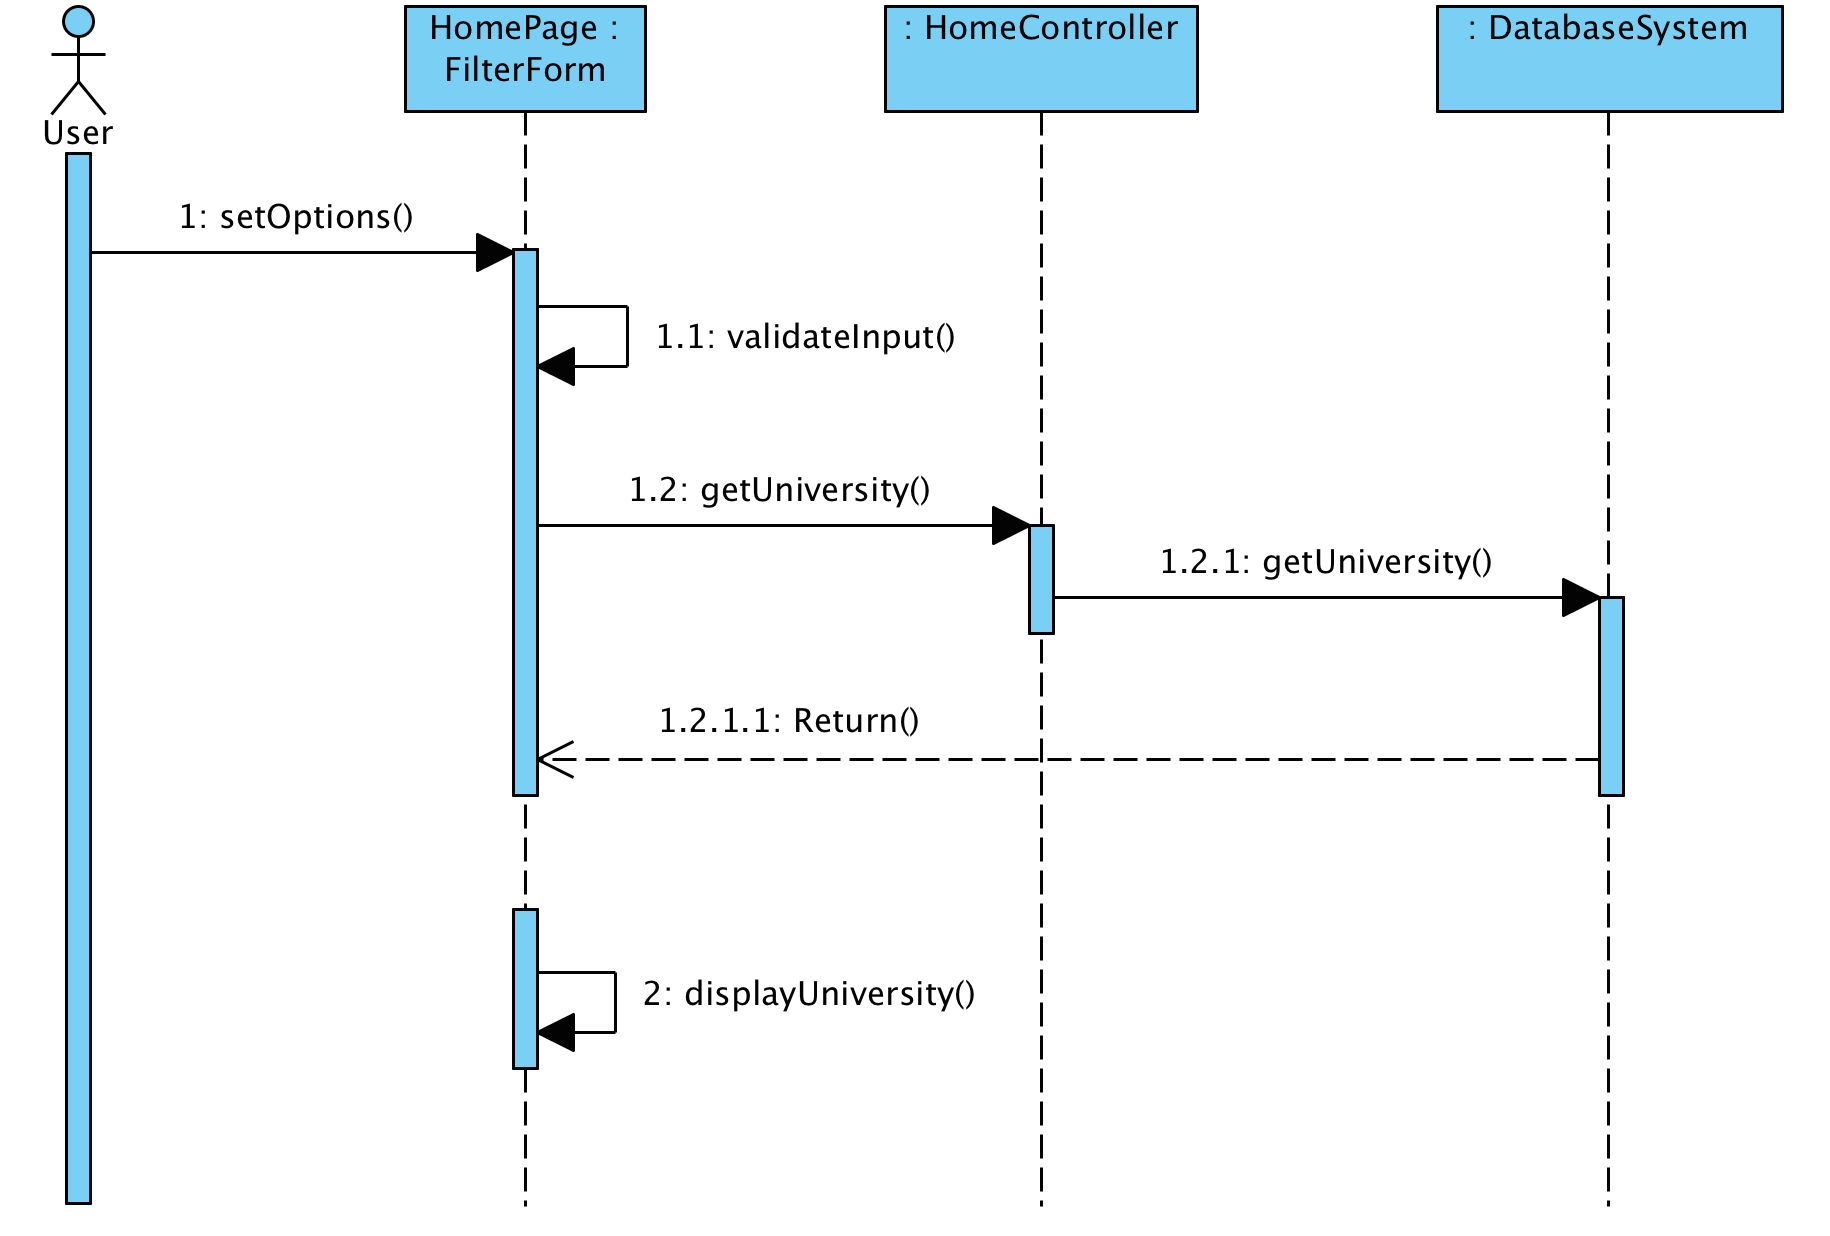 HomePage :
FilterForm
: HomeController
: DatabaseSystem
User
1: setOptions()
1.1: validateInput()
1.2: getUniversity()
1.2.1: getUniversity()
1.2.1.1: Return()
2: displayUniversity()